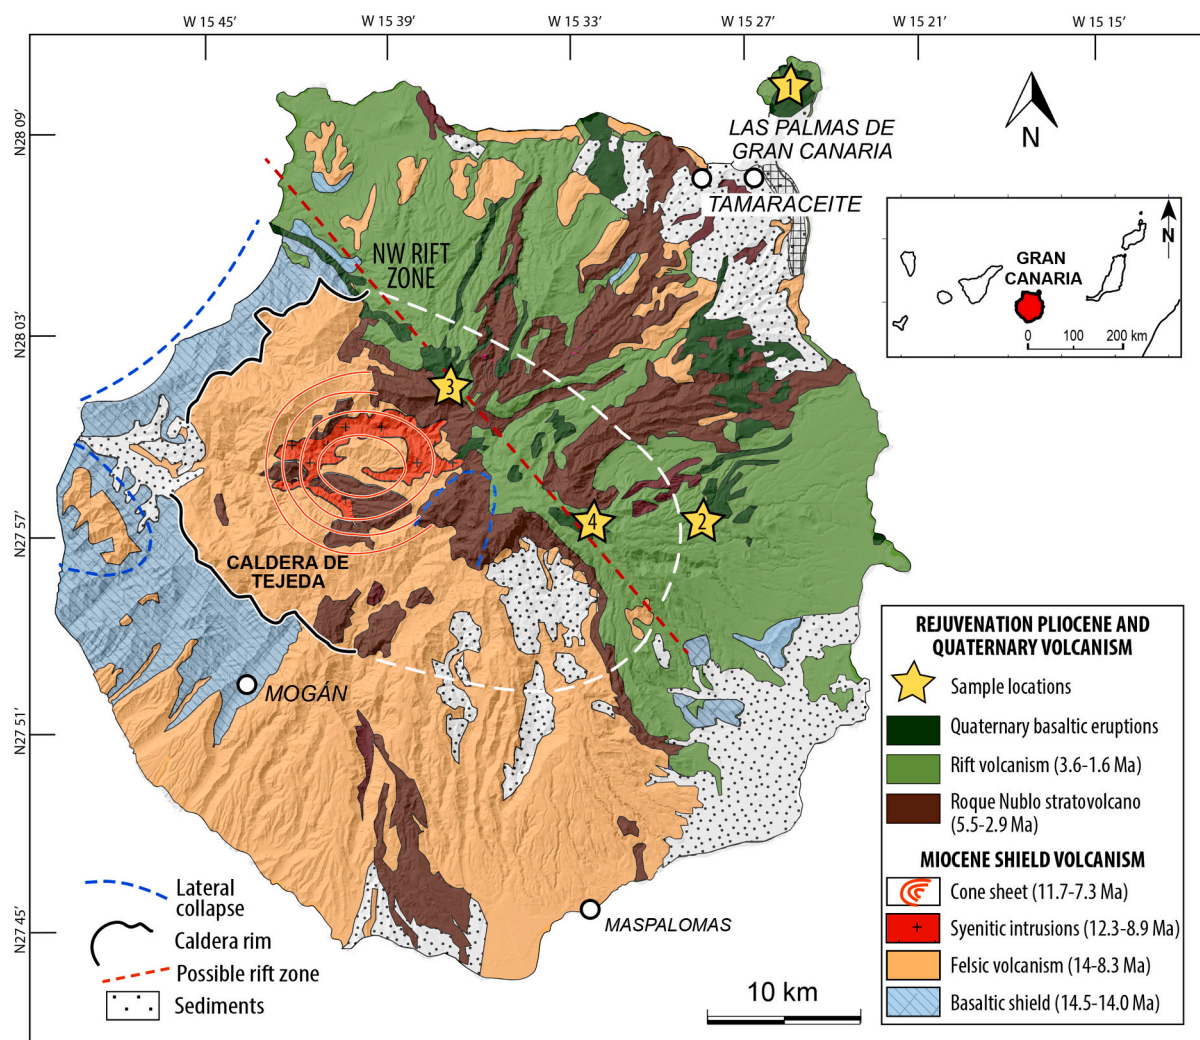 W 15 45′
W 15 39′
W 15 33′
W 15 27′
W 15 21′
W 15 15′
N28 09′
N28 03′
N27 57′
N27 51′
N27 45′
1
N
LAS PALMAS DE
GRAN CANARIA
TAMARACEITE
NW RIFT
ZONE
N
GRAN
CANARIA
0 100 200 km
3
4
2
CALDERA DE
TEJEDA
MOGÁN
MASPALOMAS
Lateral
collapse
Caldera rim
Possible rift zone
Sediments
10 km
REJUVENATION PLIOCENE AND
QUATERNARY VOLCANISM
Sample locations
Quaternary basaltic eruptions
Rift volcanism (3.6-1.6 Ma)
Roque Nublo stratovolcano
(5.5-2.9 Ma)
MIOCENE SHIELD VOLCANISM
Cone sheet (11.7-7.3 Ma)
Syenitic intrusions (12.3-8.9 Ma)
Felsic volcanism (14-8.3 Ma)
Basaltic shield (14.5-14.0 Ma)